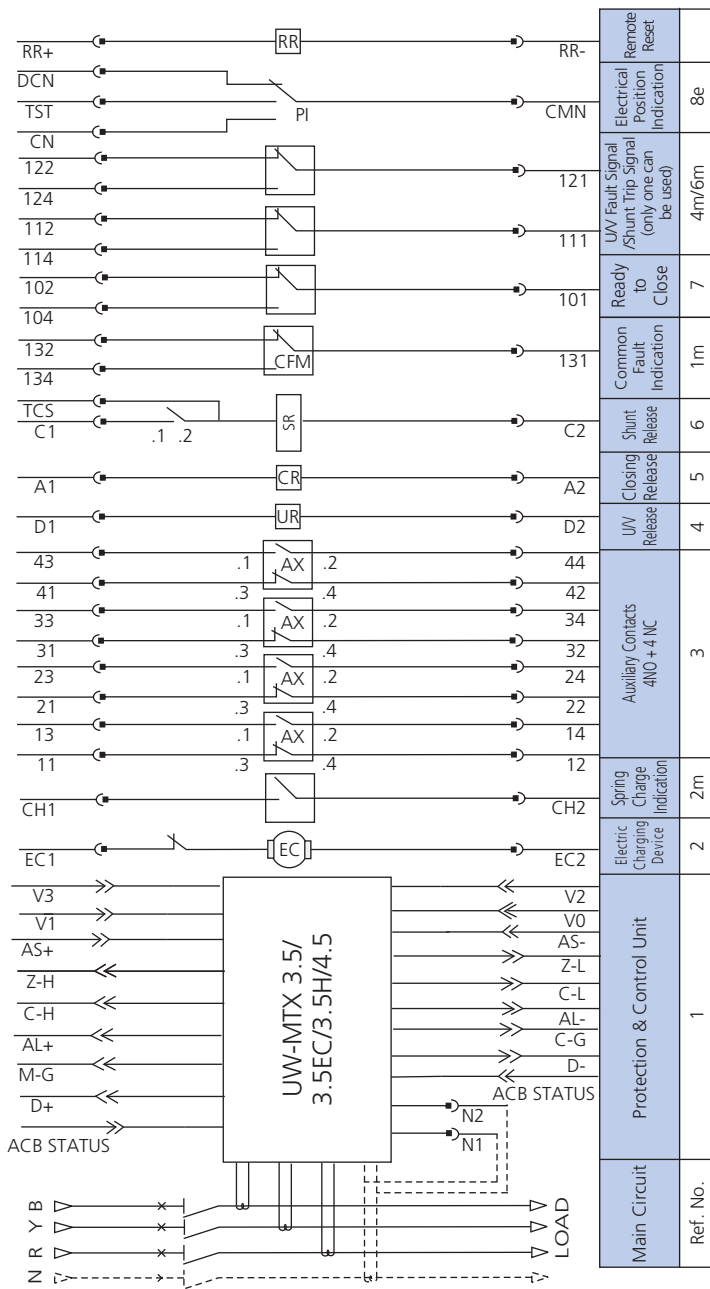 RR+ RR RR- Remote Reset
DCN
TST PI CMN Electrical Position Indication 8e
CN
122 121 U/V Fault Signal /Shunt Trip Signal (only one can be used) 4m/6m
124
112 111
114
102 101 Ready to Close 7
104
132 CFM 131 Common Fault Indication 1m
134
TCS
C1 .1 .2 SR C2 Shunt Release 6
A1 CR A2 Closing Release 5
D1 UR D2 U/V Release 4
43 .1 AX .2 44 Auxiliary Contacts 4NO + 4 NC 3
41 .3 .4 42
33 .1 AX .2 34
31 .3 .4 32
23 .1 AX .2 24
21 .3 .4 22
13 .1 AX .2 14
11 .3 .4 12
CH1 CH2 Spring Charge Indication 2m
EC1 EC EC2 Electric Charging Device 2
UW-MTX 3.5/
3.5EC/3.5H/4.5
V3 V2 Protection & Control Unit 1
V1 V0
AS+ AS-
Z-H Z-L
C-H C-L
AL+ AL-
M-G C-G
D+ D-
ACB STATUS ACB STATUS
N2
N1
B
Y
R
N
LOAD
Main Circuit Ref. No.